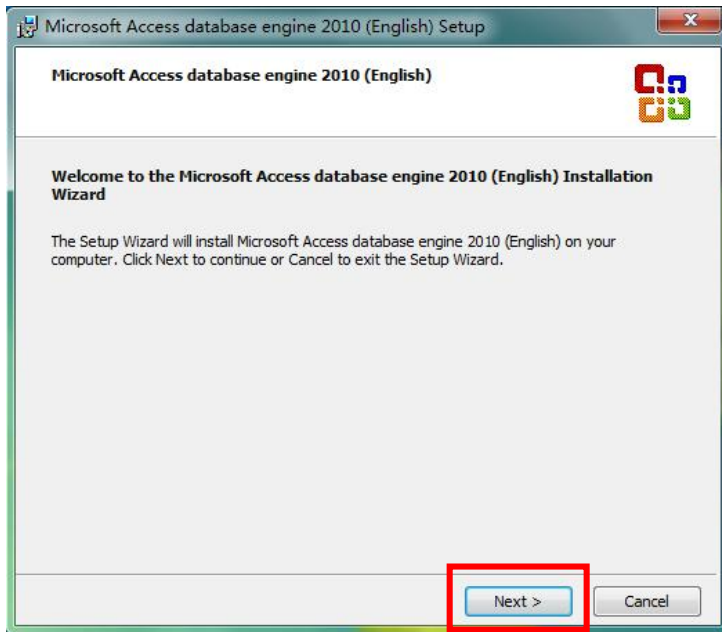 Microsoft Access database engine 2010 (English) Setup
Microsoft Access database engine 2010 (English)
Welcome to the Microsoft Access database engine 2010 (English) Installation
Wizard
The Setup Wizard will install Microsoft Access database engine 2010 (English) on your
computer. Click Next to continue or Cancel to exit the Setup Wizard.
Next >
Cancel